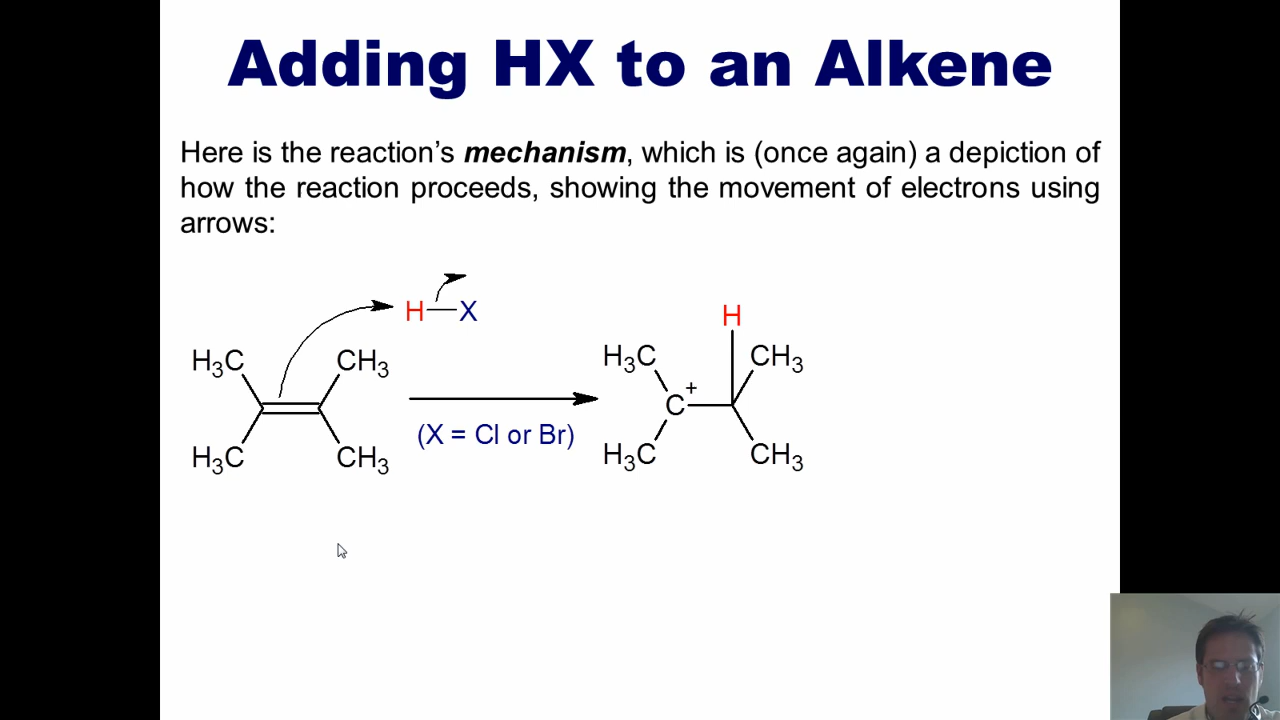 Adding HX to an Alkene
Here is the reaction’s mechanism, which is (once again) a depiction of
how the reaction proceeds, showing the movement of electrons using
arrows:
H—X
H
H₃C CH₃
H₃C CH₃
C⁺
(X = Cl or Br)
H₃C CH₃
H₃C CH₃